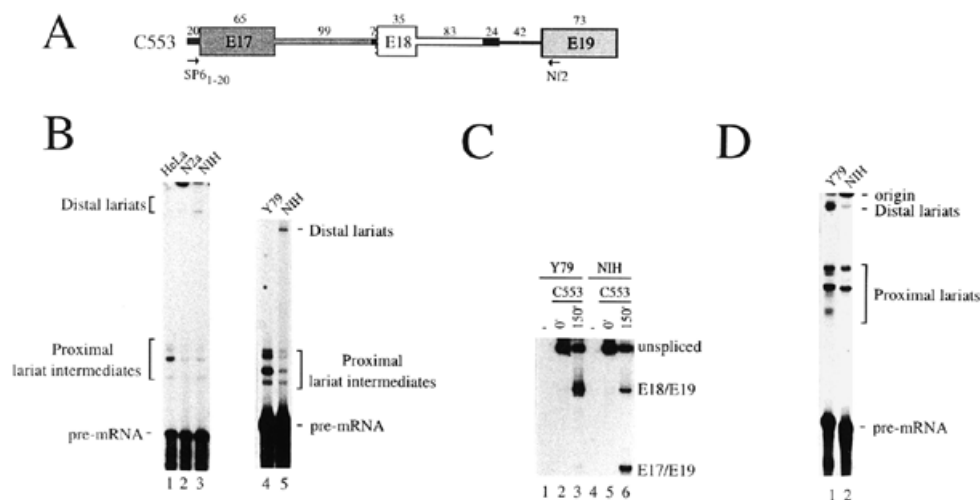 A
20 65 99 7 35 83 24 42 73
C553 E17 E18 E19
SP6₁₋₂₀ Nf2
B
HeLa N2a NIH
Distal lariats
Proximal
lariat intermediates
pre-mRNA
1 2 3
Y79 NIH
Distal lariats
Proximal
lariat intermediates
pre-mRNA
4 5
C
Y79 NIH
C553 C553
- 0' 150' - 0' 150'
unspliced
E18/E19
E17/E19
1 2 3 4 5 6
D
Y79 NIH
origin
Distal lariats
Proximal lariats
pre-mRNA
1 2